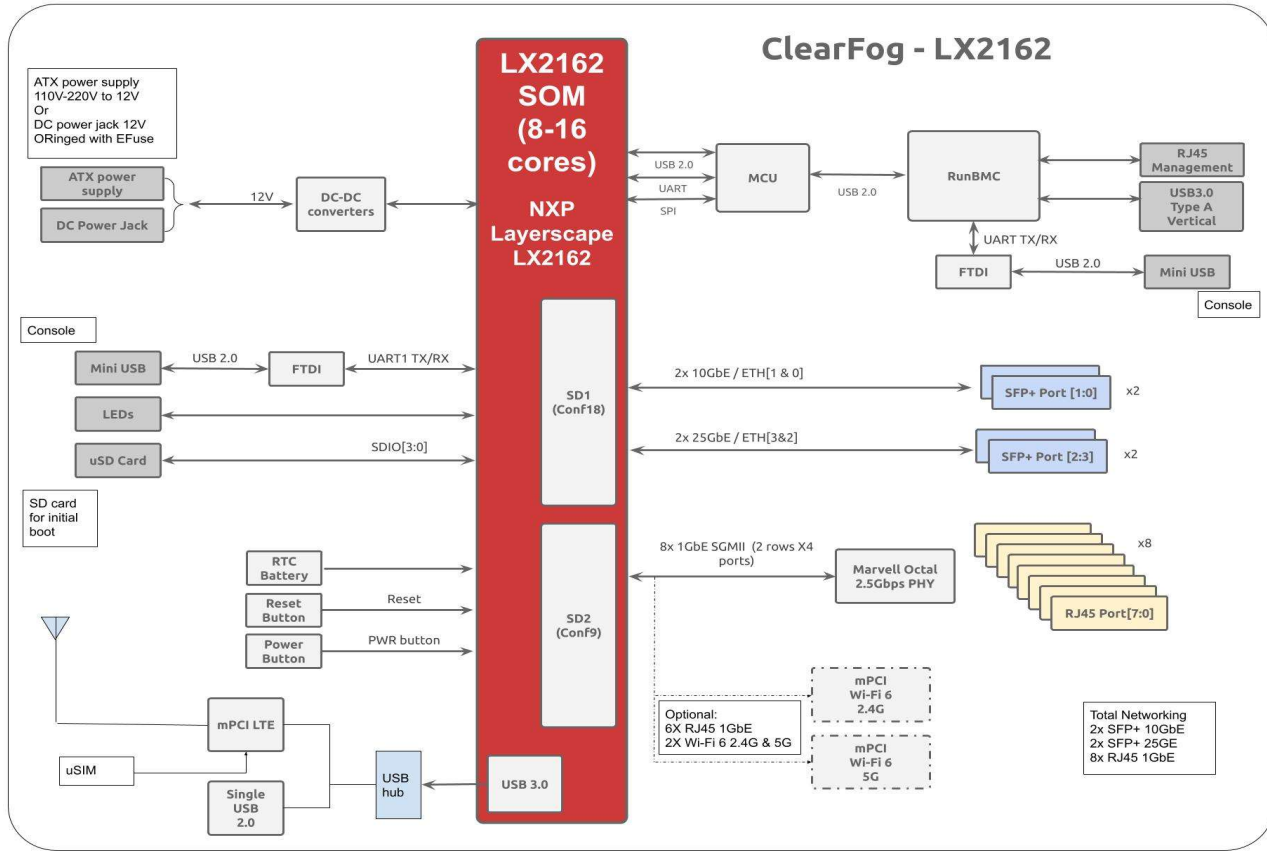 ClearFog - LX2162
ATX power supply
110V-220V to 12V
Or
DC power jack 12V
ORinged with EFuse
ATX power
supply
DC Power Jack
12V
DC-DC
converters
LX2162
SOM
(8-16
cores)
NXP
Layerscape
LX2162
USB 2.0
UART
SPI
MCU
USB 2.0
RunBMC
RJ45
Management
USB3.0
Type A
Vertical
UART TX/RX
FTDI
USB 2.0
Mini USB
Console
Console
Mini USB
USB 2.0
FTDI
UART1 TX/RX
LEDs
uSD Card
SDIO[3:0]
SD card
for initial
boot
SD1
(Conf18)
2x 10GbE / ETH[1 & 0]
SFP+ Port [1:0]
x2
2x 25GbE / ETH[3&2]
SFP+ Port [2:3]
x2
RTC
Battery
Reset
Button
Reset
Power
Button
PWR button
SD2
(Conf9)
8x 1GbE SGMII (2 rows X4
ports)
Marvell Octal
2.5Gbps PHY
x8
RJ45 Port[7:0]
mPCI LTE
uSIM
Single
USB
2.0
USB
hub
USB 3.0
Optional:
6X RJ45 1GbE
2X Wi-Fi 6 2.4G & 5G
mPCI
Wi-Fi 6
2.4G
mPCI
Wi-Fi 6
5G
Total Networking
2x SFP+ 10GbE
2x SFP+ 25GE
8x RJ45 1GbE